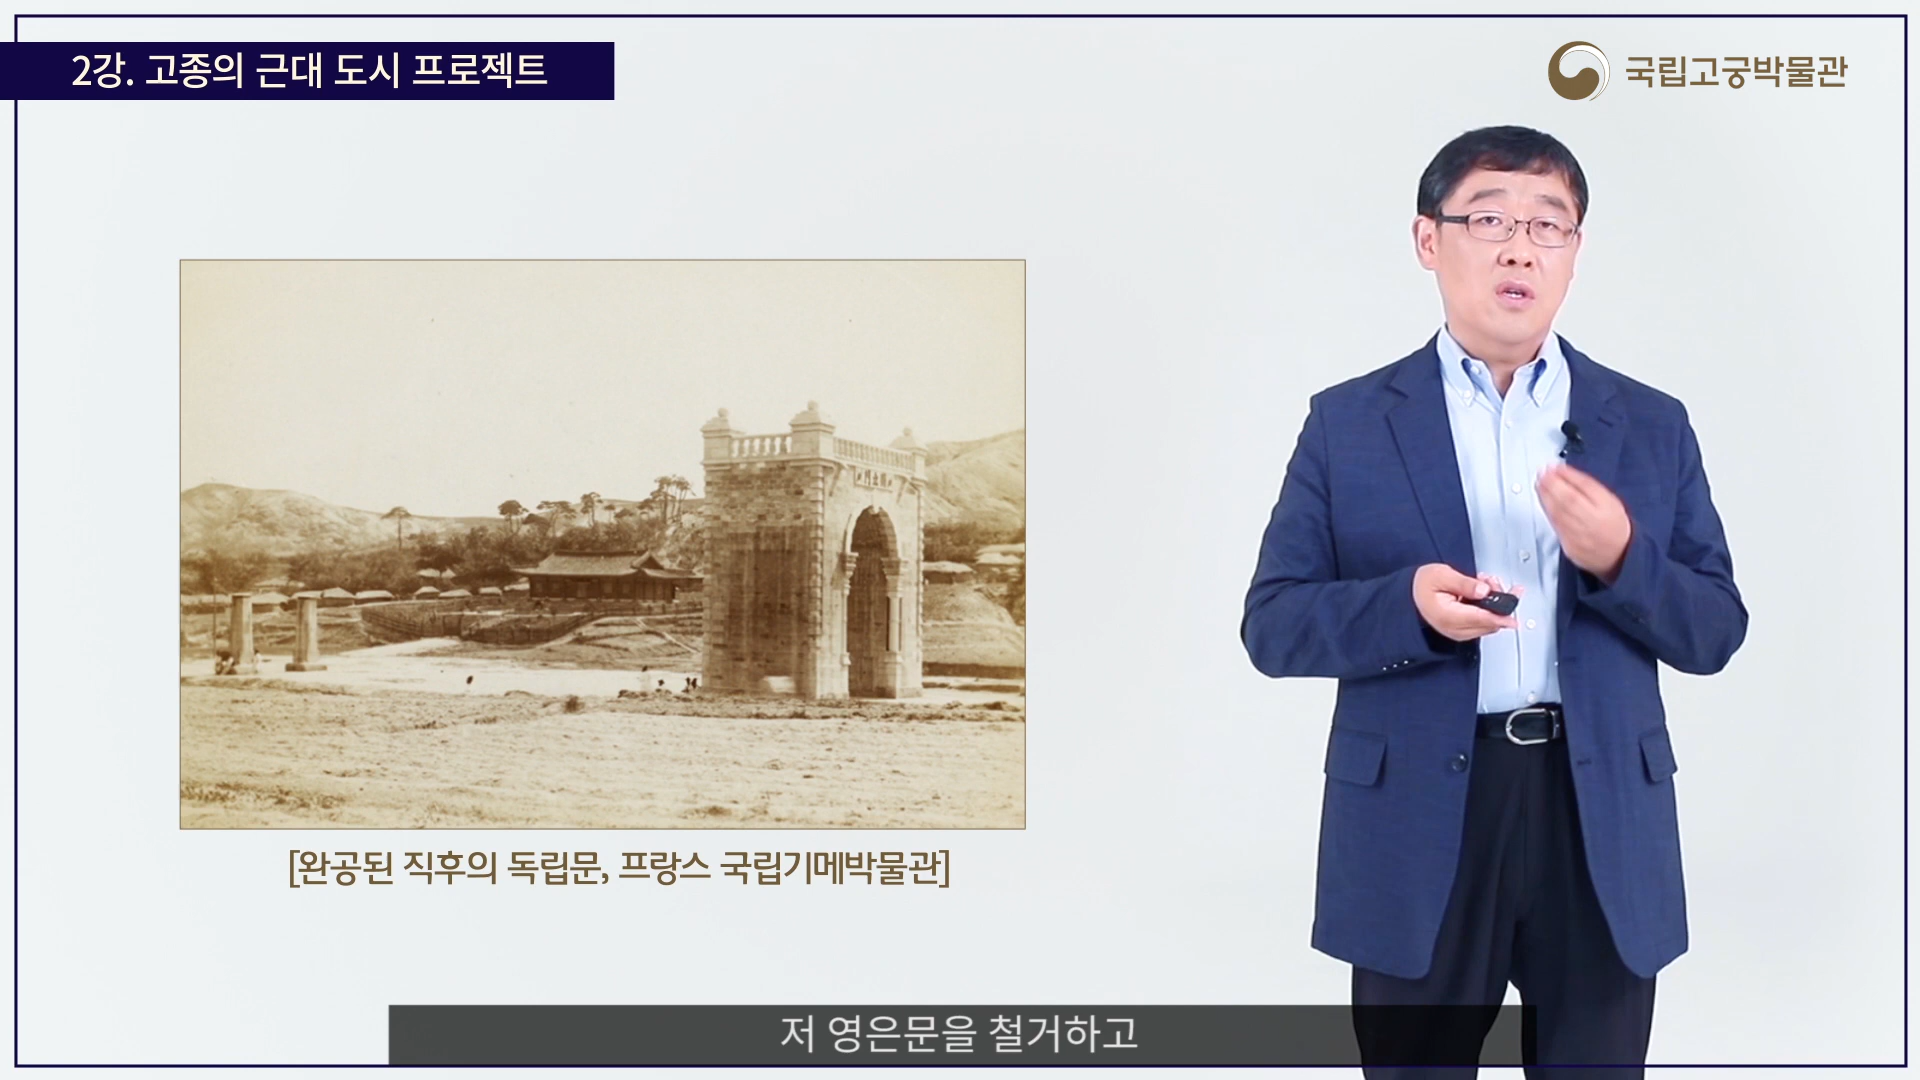 2강. 고종의 근대 도시 프로젝트
국립고궁박물관
[완공된 직후의 독립문, 프랑스 국립기메박물관]
저 영은문을 철거하고